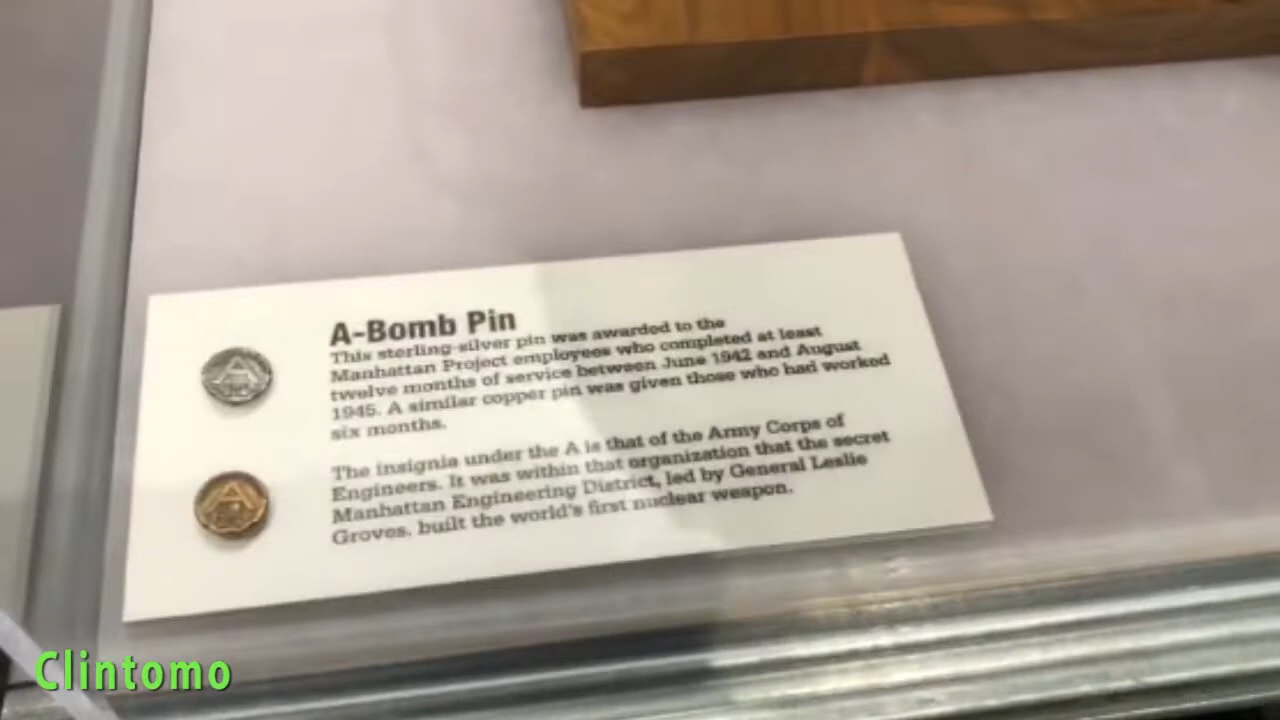 A-Bomb Pin
This sterling-silver pin was awarded to the
Manhattan Project employees who completed at least
twelve months of service between June 1942 and August
1945. A similar copper pin was given those who had worked
six months.
The insignia under the A is that of the Army Corps of
Engineers. It was within that organization that the secret
Manhattan Engineering District, led by General Leslie
Groves, built the world's first nuclear weapon.
A
A
Clintomo